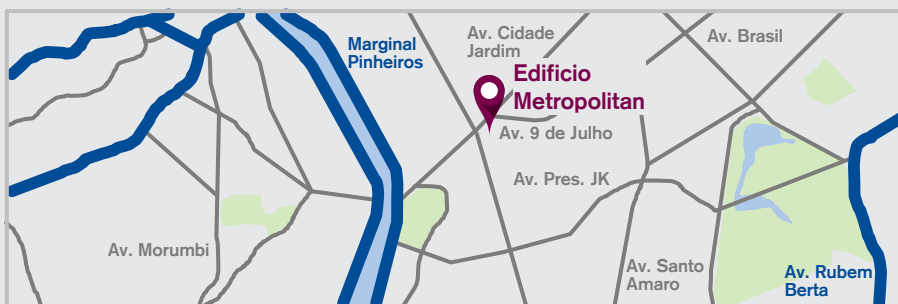 Av. Cidade
Jardim
Av. Brasil
Marginal
Pinheiros
Edificio
Metropolitan
Av. 9 de Julho
Av. Pres. JK
Av. Morumbi
Av. Santo
Amaro
Av. Rubem
Berta